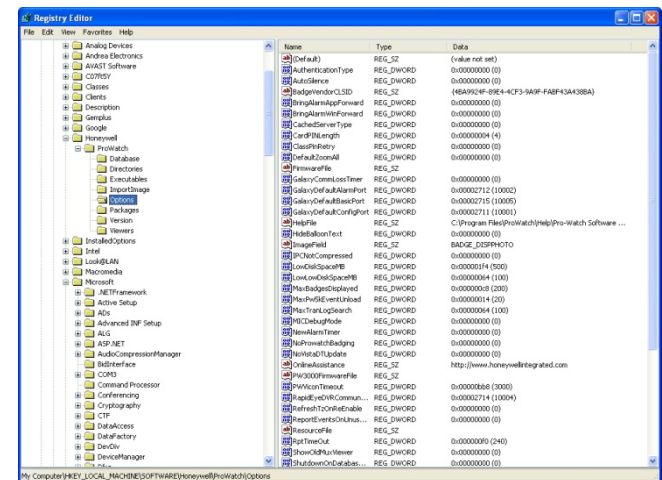 Registry Editor
File Edit View Favorites Help
Analog Devices
Andrea Electronics
AVAST Software
C07ft5Y
Classes
Clients
Description
Gemplus
Google
Honeywell
ProWatch
Database
Directories
Executables
ImportImage
Options
Packages
Version
Viewers
InstalledOptions
Intel
Look@LAN
Macromedia
Microsoft
.NETFramework
Active Setup
ADs
Advanced INF Setup
ALG
ASP.NET
AudioCompressionManager
BidInterface
COM3
Command Processor
Conferencing
Cryptography
CTF
DataAccess
DataFactory
DevDiv
DeviceManager
Name Type Data
(Default) REG_SZ (value not set)
AuthenticationType REG_DWORD 0x00000000 (0)
AutoSilence REG_DWORD 0x00000000 (0)
BadgeVendorCLSID REG_SZ {4BA9924F-89E4-4CF3-9A9F-FABF43A438BA}
BringAlarmAppForward REG_DWORD 0x00000000 (0)
BringAlarmWinForward REG_DWORD 0x00000000 (0)
CachedServerType REG_DWORD 0x00000000 (0)
CardPINLength REG_DWORD 0x00000004 (4)
ClassPinRetry REG_DWORD 0x00000000 (0)
DefaultZoomAll REG_DWORD 0x00000000 (0)
FirmwareFile REG_SZ
GalaxyCommLossTimer REG_DWORD 0x00000000 (0)
GalaxyDefaultAlarmPort REG_DWORD 0x00002712 (10002)
GalaxyDefaultBasicPort REG_DWORD 0x00002715 (10005)
GalaxyDefaultConfigPort REG_DWORD 0x00002711 (10001)
HelpFile REG_SZ C:\Program Files\ProWatch\Help\Pro-Watch Software ...
HideBalloonText REG_DWORD 0x00000000 (0)
ImageField REG_SZ BADGE_DISPPHOTO
IPCNotCompressed REG_DWORD 0x00000000 (0)
LowDiskSpaceMB REG_DWORD 0x000001f4 (500)
LowLowDiskSpaceMB REG_DWORD 0x00000064 (100)
MaxBadgesDisplayed REG_DWORD 0x000000c8 (200)
MaxPw5kEventUnload REG_DWORD 0x00000014 (20)
MaxTranLogSearch REG_DWORD 0x00000064 (100)
MICDebugMode REG_DWORD 0x00000000 (0)
NewAlarmTimer REG_DWORD 0x00000000 (0)
NoProwatchBadging REG_DWORD 0x00000000 (0)
NoVistaDTUpdate REG_DWORD 0x00000000 (0)
OnlineAssistance REG_SZ http://www.honeywellintegrated.com
PW3000FirmwareFile REG_SZ
PWVconTimeout REG_DWORD 0x00000bb8 (3000)
RapidEyeDVRCommun... REG_DWORD 0x00002714 (10004)
RefreshTzOnReEnable REG_DWORD 0x00000000 (0)
ReportEventsOnUnus... REG_DWORD 0x00000000 (0)
ResourceFile REG_SZ
RptTimeOut REG_DWORD 0x000000f0 (240)
ShowOldMuxViewer REG_DWORD 0x00000000 (0)
ShutdownOnDatabas... REG_DWORD 0x00000000 (0)
My Computer\HKEY_LOCAL_MACHINE\SOFTWARE\Honeywell\ProWatch\Options